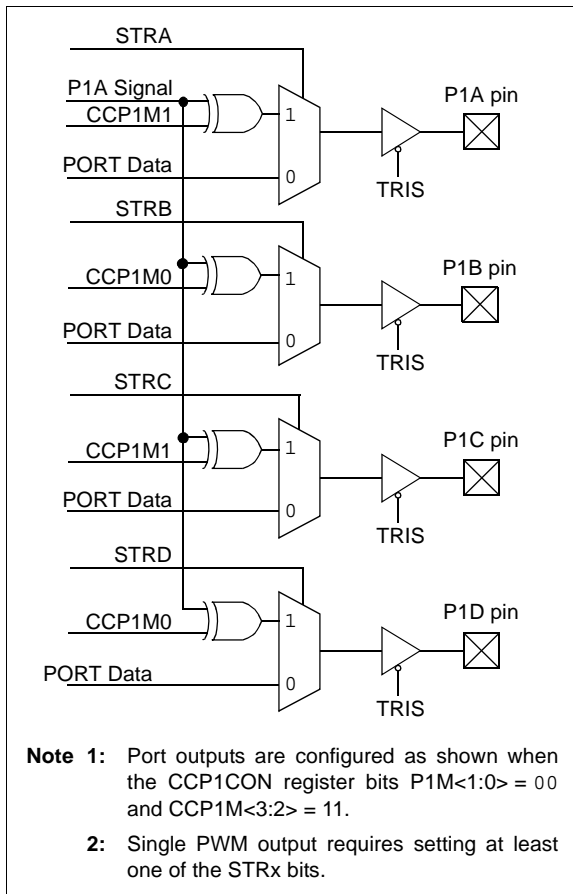 STRA
P1A Signal
CCP1M1
1
P1A pin
PORT Data
0
TRIS
STRB
CCP1M0
1
P1B pin
PORT Data
0
TRIS
STRC
CCP1M1
1
P1C pin
PORT Data
0
TRIS
STRD
CCP1M0
1
P1D pin
PORT Data
0
TRIS
Note 1: Port outputs are configured as shown when
the CCP1CON register bits P1M<1:0> = 00
and CCP1M<3:2> = 11.
2: Single PWM output requires setting at least
one of the STRx bits.